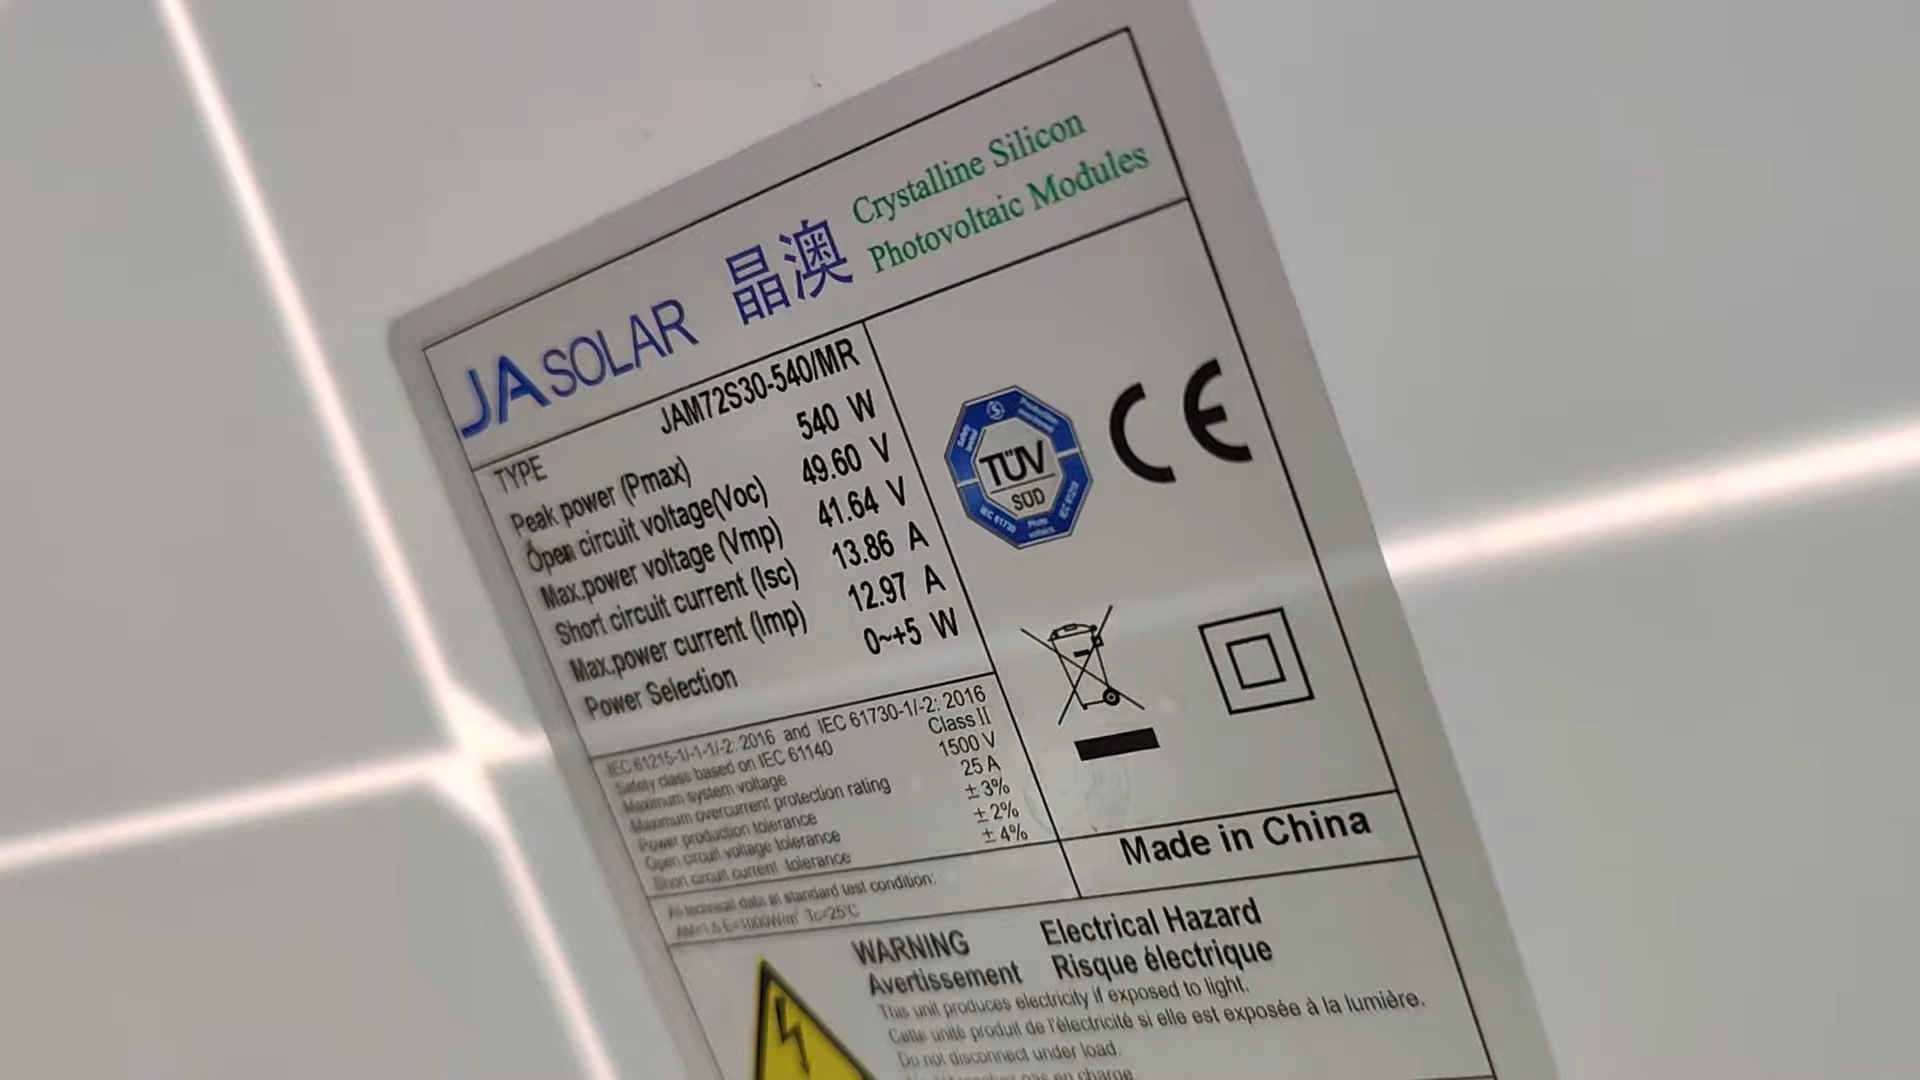 JA SOLAR 晶澳 Crystalline Silicon
Photovoltaic Modules
TYPE JAM72S30-540/MR
Peak power (Pmax) 540 W
Open circuit voltage(Voc) 49.60 V
Max.power voltage (Vmp) 41.64 V
Short circuit current (Isc) 13.86 A
Max.power current (Imp) 12.97 A
Power Selection 0~+5 W
IEC 61215-1/-1-1/-2: 2016 and IEC 61730-1/-2: 2016
Safety class based on IEC 61140 Class II
Maximum system voltage 1500 V
Maximum overcurrent protection rating 25 A
Power production tolerance ±3%
Open circuit voltage tolerance ±2%
Short circuit current tolerance ±4%
All technical data at standard test condition:
AM=1.5 E=1000W/m² Tc=25°C
TÜV
SÜD
IEC 61730
CE
Made in China
WARNING Electrical Hazard
Avertissement Risque électrique
This unit produces electricity if exposed to light.
Cette unité produit de l'électricité si elle est exposée à la lumière.
Do not disconnect under load.
pas en charge.